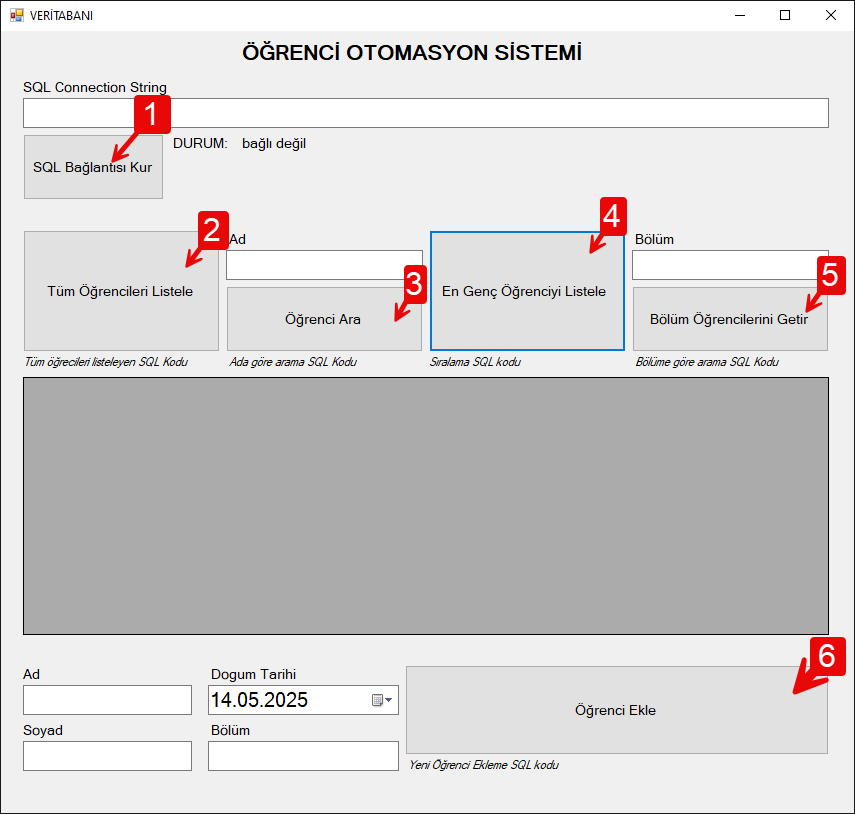 VERİTABANI
ÖĞRENCİ OTOMASYON SİSTEMİ
SQL Connection String
1
SQL Bağlantısı Kur
DURUM: bağlı değil
2
Tüm Öğrencileri Listele
Tüm öğrecileri listeleyen SQL Kodu
Ad
3
Öğrenci Ara
Ada göre arama SQL Kodu
4
En Genç Öğrenciyi Listele
Sıralama SQL kodu
Bölüm
5
Bölüm Öğrencilerini Getir
Bölüme göre arama SQL Kodu
Ad
Dogum Tarihi
14.05.2025
Soyad
Bölüm
6
Öğrenci Ekle
Yeni Öğrenci Ekleme SQL kodu